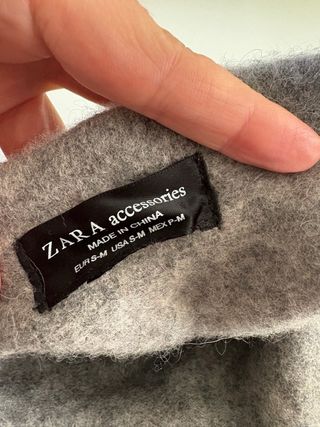 ZARA accessories
MADE IN CHINA
EUR S-M USA S-M MEX P-M